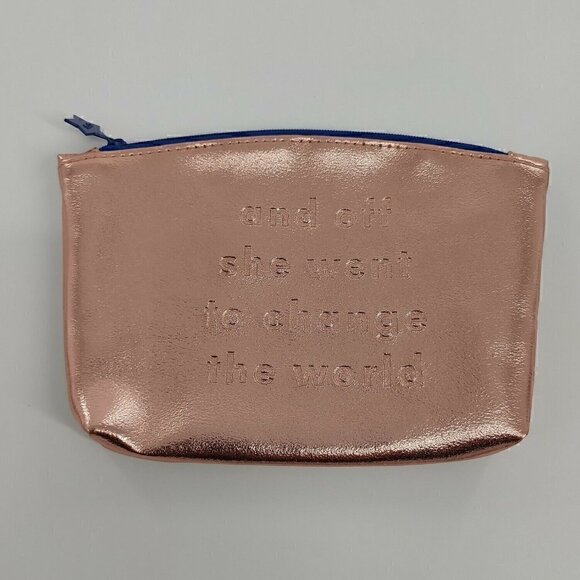 and off
she went
to change
the world